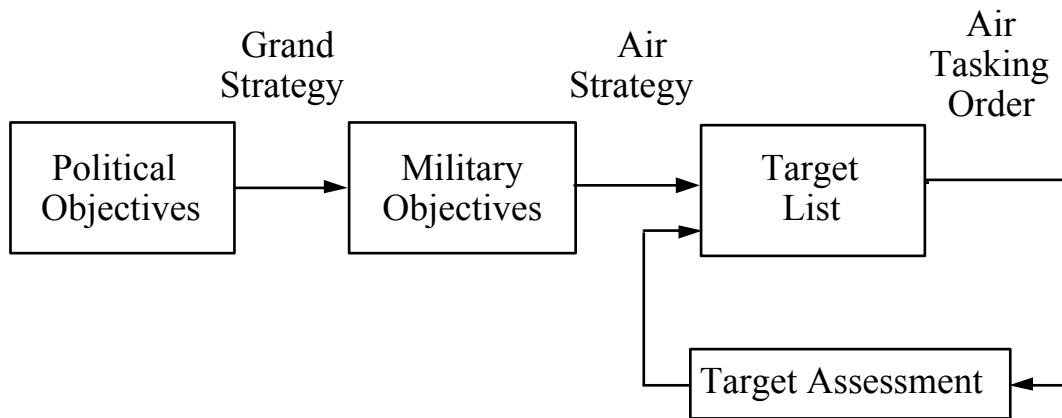 Grand
Strategy
Air
Strategy
Air
Tasking
Order
Political
Objectives
Military
Objectives
Target
List
Target Assessment